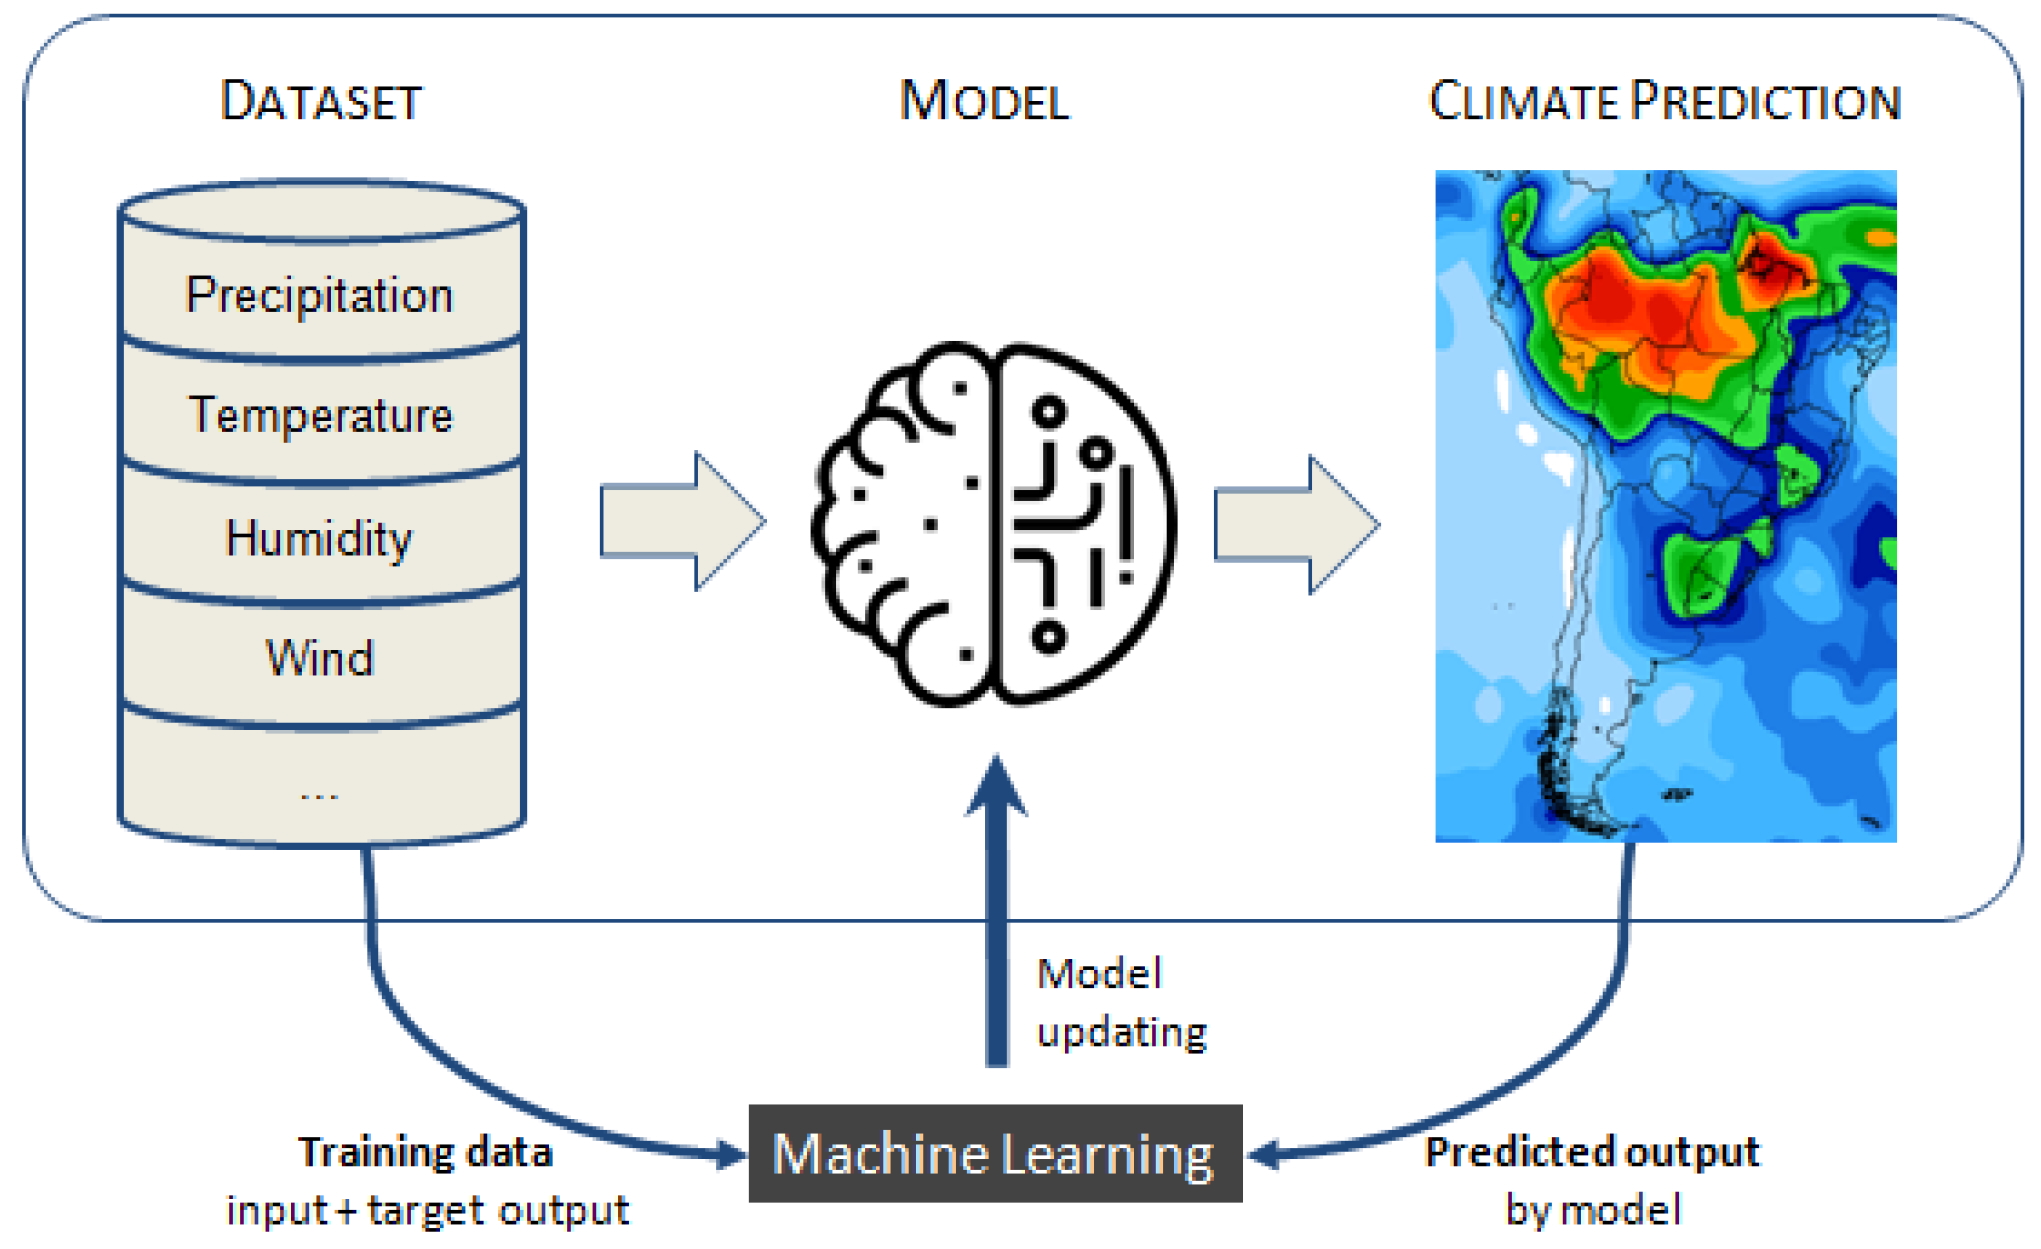 DATASET
MODEL
CLIMATE PREDICTION
Precipitation
Temperature
Humidity
Wind
...
Model
updating
Machine Learning
Training data
input + target output
Predicted output
by model